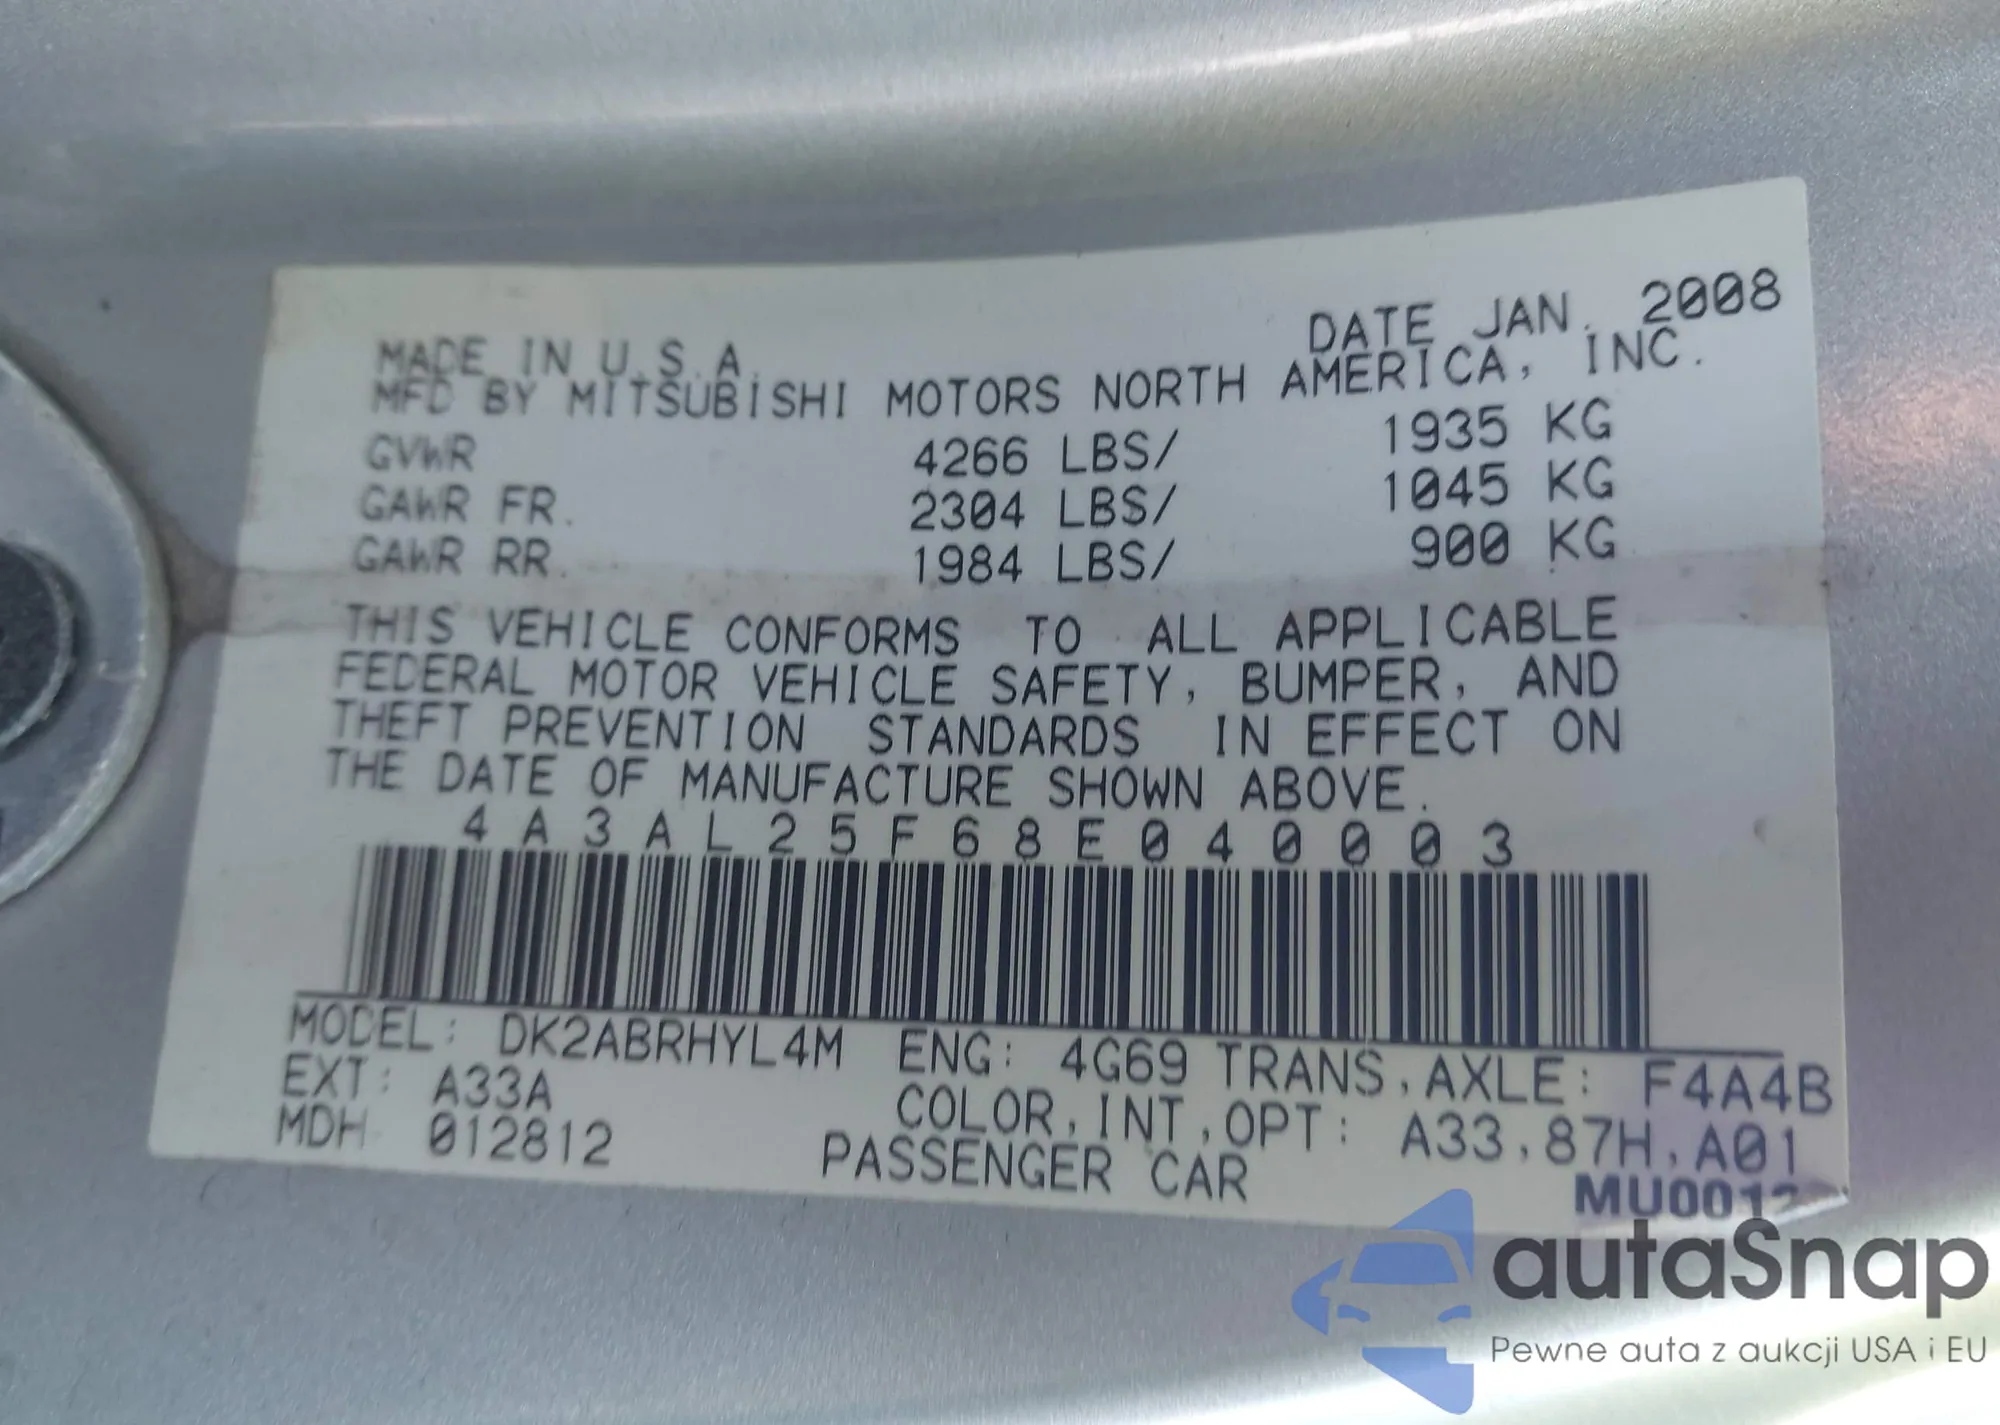 MADE IN U.S.A. DATE JAN. 2008
MFD BY MITSUBISHI MOTORS NORTH AMERICA, INC.
GVWR 4266 LBS/ 1935 KG
GAWR FR. 2304 LBS/ 1045 KG
GAWR RR. 1984 LBS/ 900 KG
THIS VEHICLE CONFORMS TO ALL APPLICABLE
FEDERAL MOTOR VEHICLE SAFETY, BUMPER, AND
THEFT PREVENTION STANDARDS IN EFFECT ON
THE DATE OF MANUFACTURE SHOWN ABOVE.
4A3AL25F68E040003
MODEL: DK2ABRHYL4M ENG: 4G69 TRANS,AXLE: F4A4B
EXT: A33A COLOR,INT,OPT: A33,87H,A01
MDH 012812 PASSENGER CAR
autaSnap
Pewne auta z aukcji USA i EU